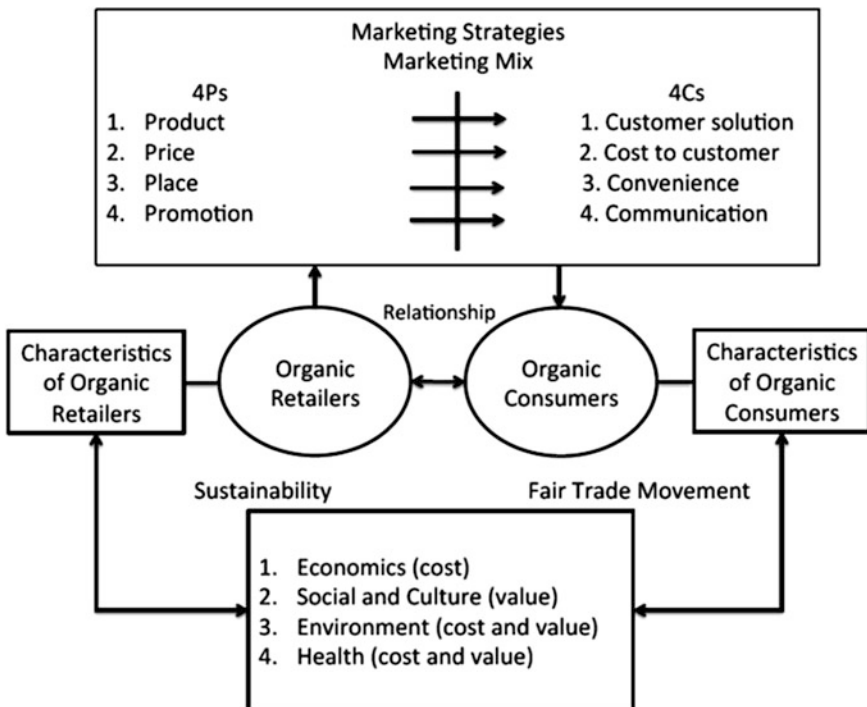 Marketing Strategies
Marketing Mix
4Ps
1. Product
2. Price
3. Place
4. Promotion
4Cs
1. Customer solution
2. Cost to customer
3. Convenience
4. Communication
Relationship
Characteristics
of Organic
Retailers
Organic
Retailers
Organic
Consumers
Characteristics
of Organic
Consumers
Sustainability
Fair Trade Movement
1. Economics (cost)
2. Social and Culture (value)
3. Environment (cost and value)
4. Health (cost and value)